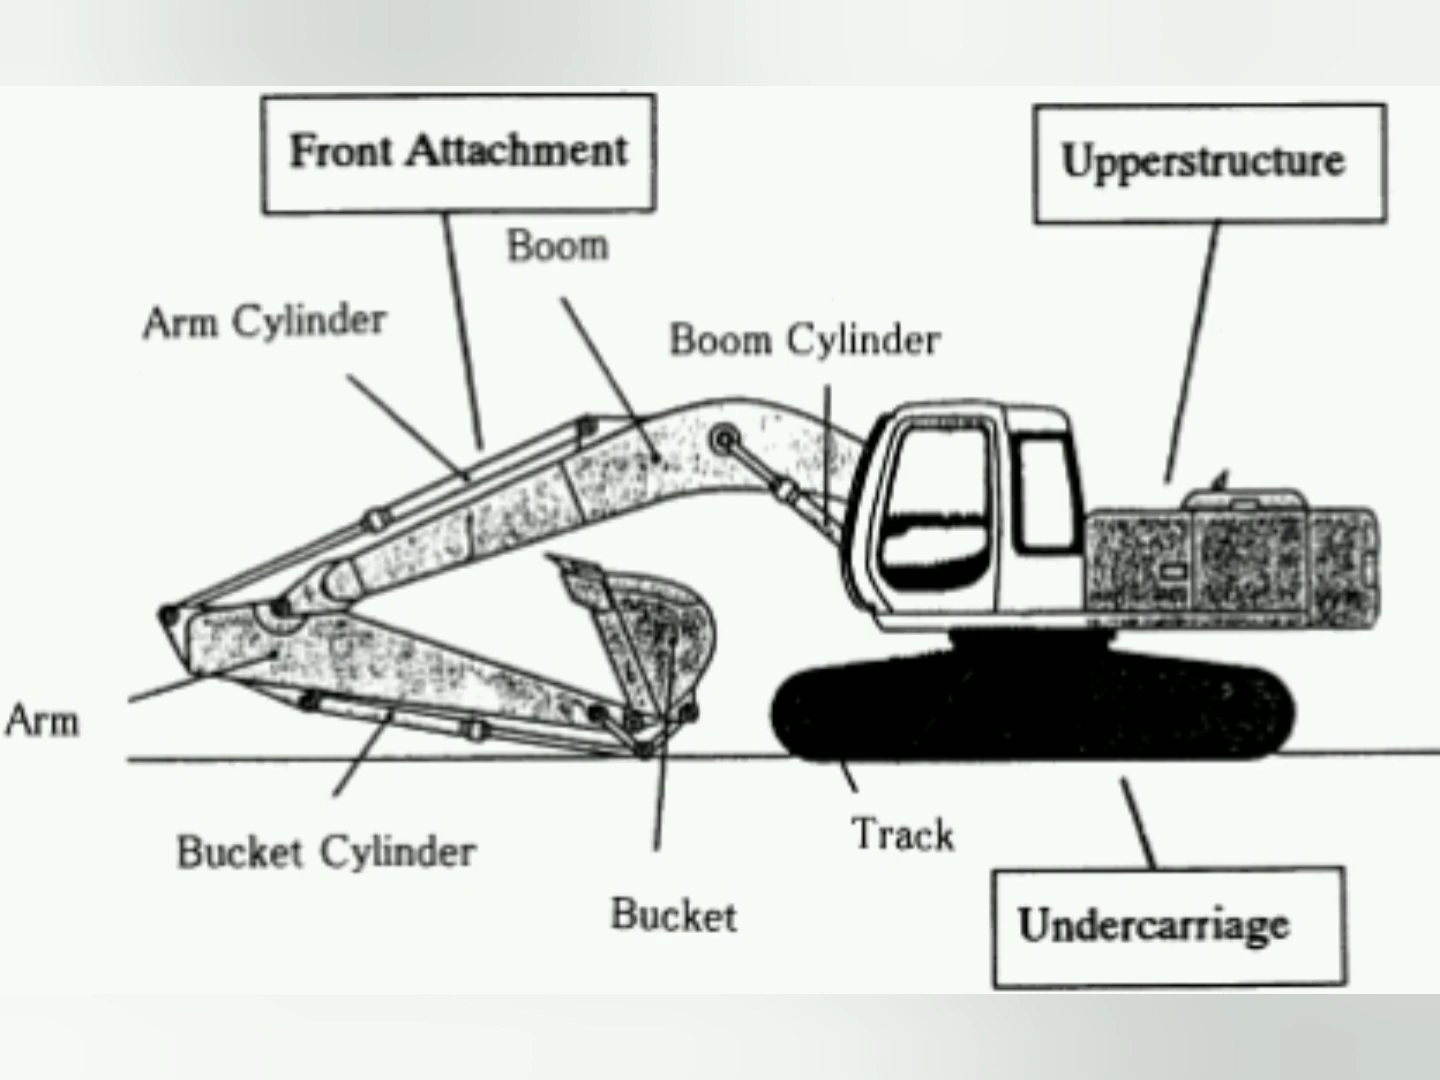 Front Attachment
Upperstructure
Boom
Arm Cylinder
Boom Cylinder
Arm
Track
Bucket Cylinder
Bucket
Undercarriage